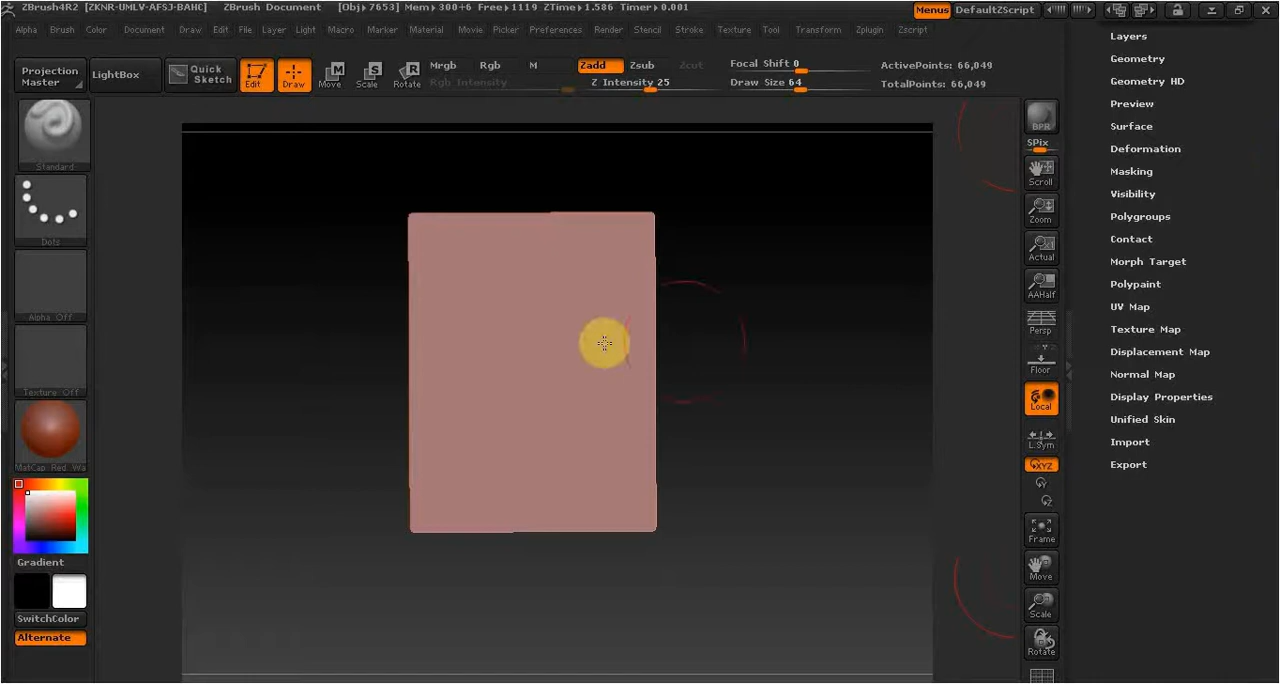 ZBrush4R2 [ZKNR-UMLV-AFSJ-BAHC] ZBrush Document [Obj▸7653] Mem▸300+6 Free▸1119 ZTime▸1.586 Timer▸0.001 Menus DefaultZScript
Alpha Brush Color Document Draw Edit File Layer Light Macro Marker Material Movie Picker Preferences Render Stencil Stroke Texture Tool Transform Zplugin Zscript
Projection
Master
LightBox
Quick
Sketch
Edit
Draw
Move
Scale
Rotate
Mrgb Rgb M
Rgb Intensity
Zadd Zsub Zcut
Z Intensity 25
Focal Shift 0
Draw Size 64
ActivePoints: 66,049
TotalPoints: 66,049
Standard
Dots
Alpha Off
Texture Off
MatCap Red Wa
Gradient
SwitchColor
Alternate
BPR
SPix
Scroll
Zoom
Actual
AAHalf
Persp
Floor
Local
L.Sym
XYZ
Y
Z
Frame
Move
Scale
Rotate
Layers
Geometry
Geometry HD
Preview
Surface
Deformation
Masking
Visibility
Polygroups
Contact
Morph Target
Polypaint
UV Map
Texture Map
Displacement Map
Normal Map
Display Properties
Unified Skin
Import
Export